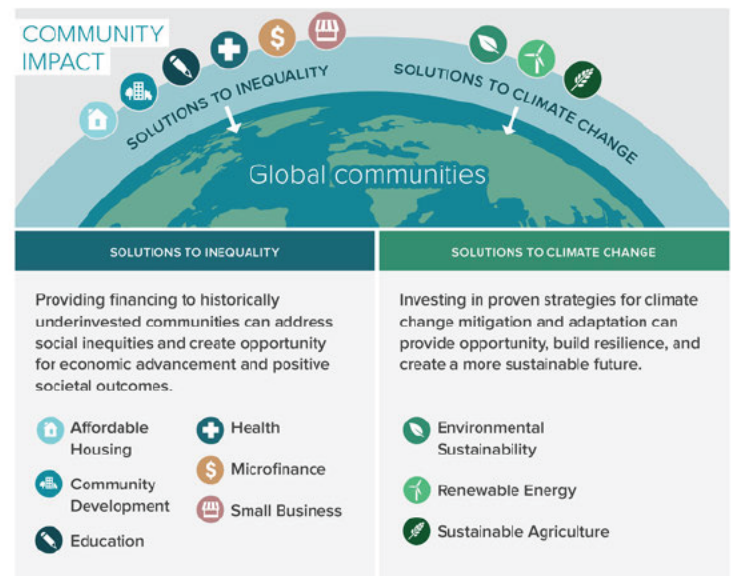 COMMUNITY
IMPACT
SOLUTIONS TO INEQUALITY
SOLUTIONS TO CLIMATE CHANGE
Global communities
SOLUTIONS TO INEQUALITY
Providing financing to historically
underinvested communities can address
social inequities and create opportunity
for economic advancement and positive
societal outcomes.
Affordable
Housing
Community
Development
Education
Health
Microfinance
Small Business
SOLUTIONS TO CLIMATE CHANGE
Investing in proven strategies for climate
change mitigation and adaptation can
provide opportunity, build resilience, and
create a more sustainable future.
Environmental
Sustainability
Renewable Energy
Sustainable Agriculture